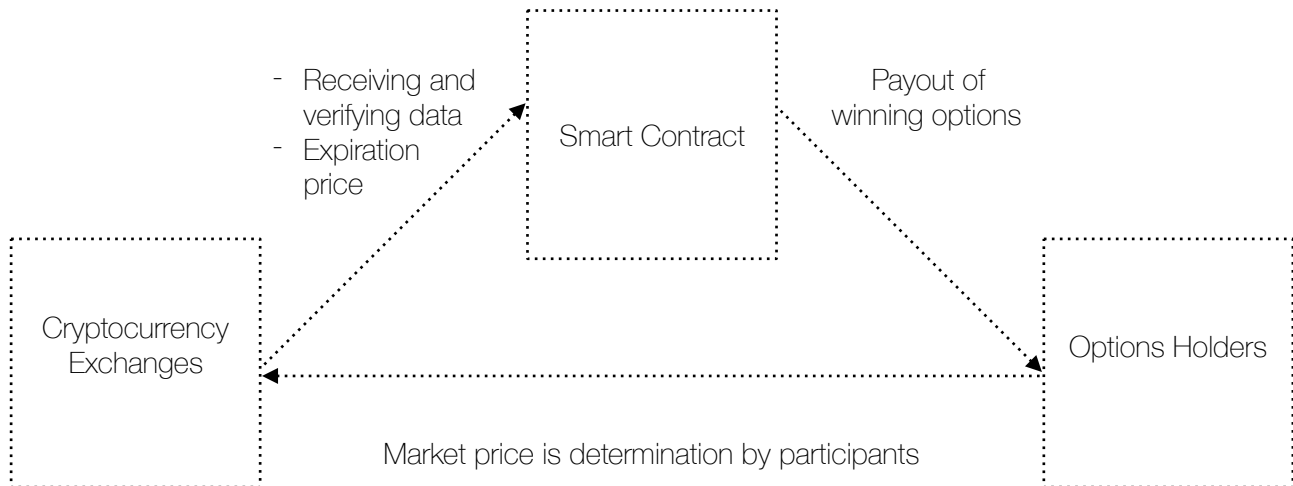 - Receiving and
verifying data
- Expiration
price
Smart Contract
Payout of
winning options
Cryptocurrency
Exchanges
Options Holders
Market price is determination by participants